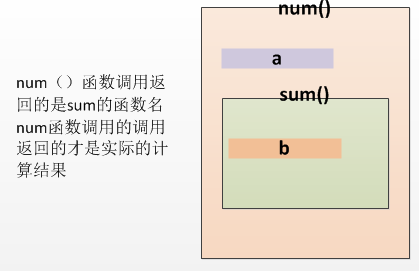 num()
a
sum()
b
num（）函数调用返
回的是sum的函数名
num函数调用的调用
返回的才是实际的计
算结果